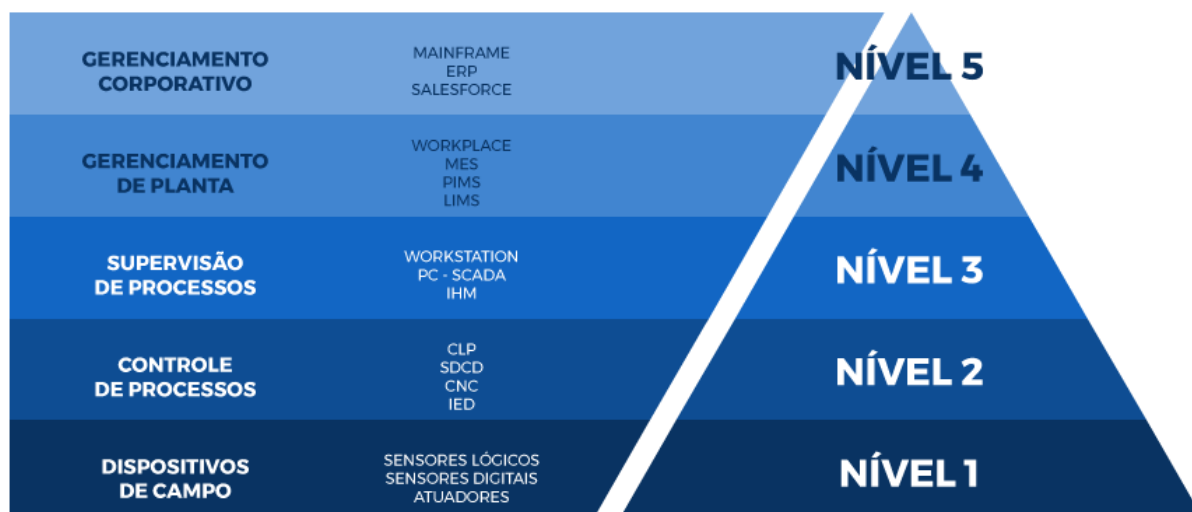 GERENCIAMENTO
CORPORATIVO
MAINFRAME
ERP
SALESFORCE
NÍVEL 5
GERENCIAMENTO
DE PLANTA
WORKPLACE
MES
PIMS
LIMS
NÍVEL 4
SUPERVISÃO
DE PROCESSOS
WORKSTATION
PC - SCADA
IHM
NÍVEL 3
CONTROLE
DE PROCESSOS
CLP
SDCD
CNC
IED
NÍVEL 2
DISPOSITIVOS
DE CAMPO
SENSORES LÓGICOS
SENSORES DIGITAIS
ATUADORES
NÍVEL 1